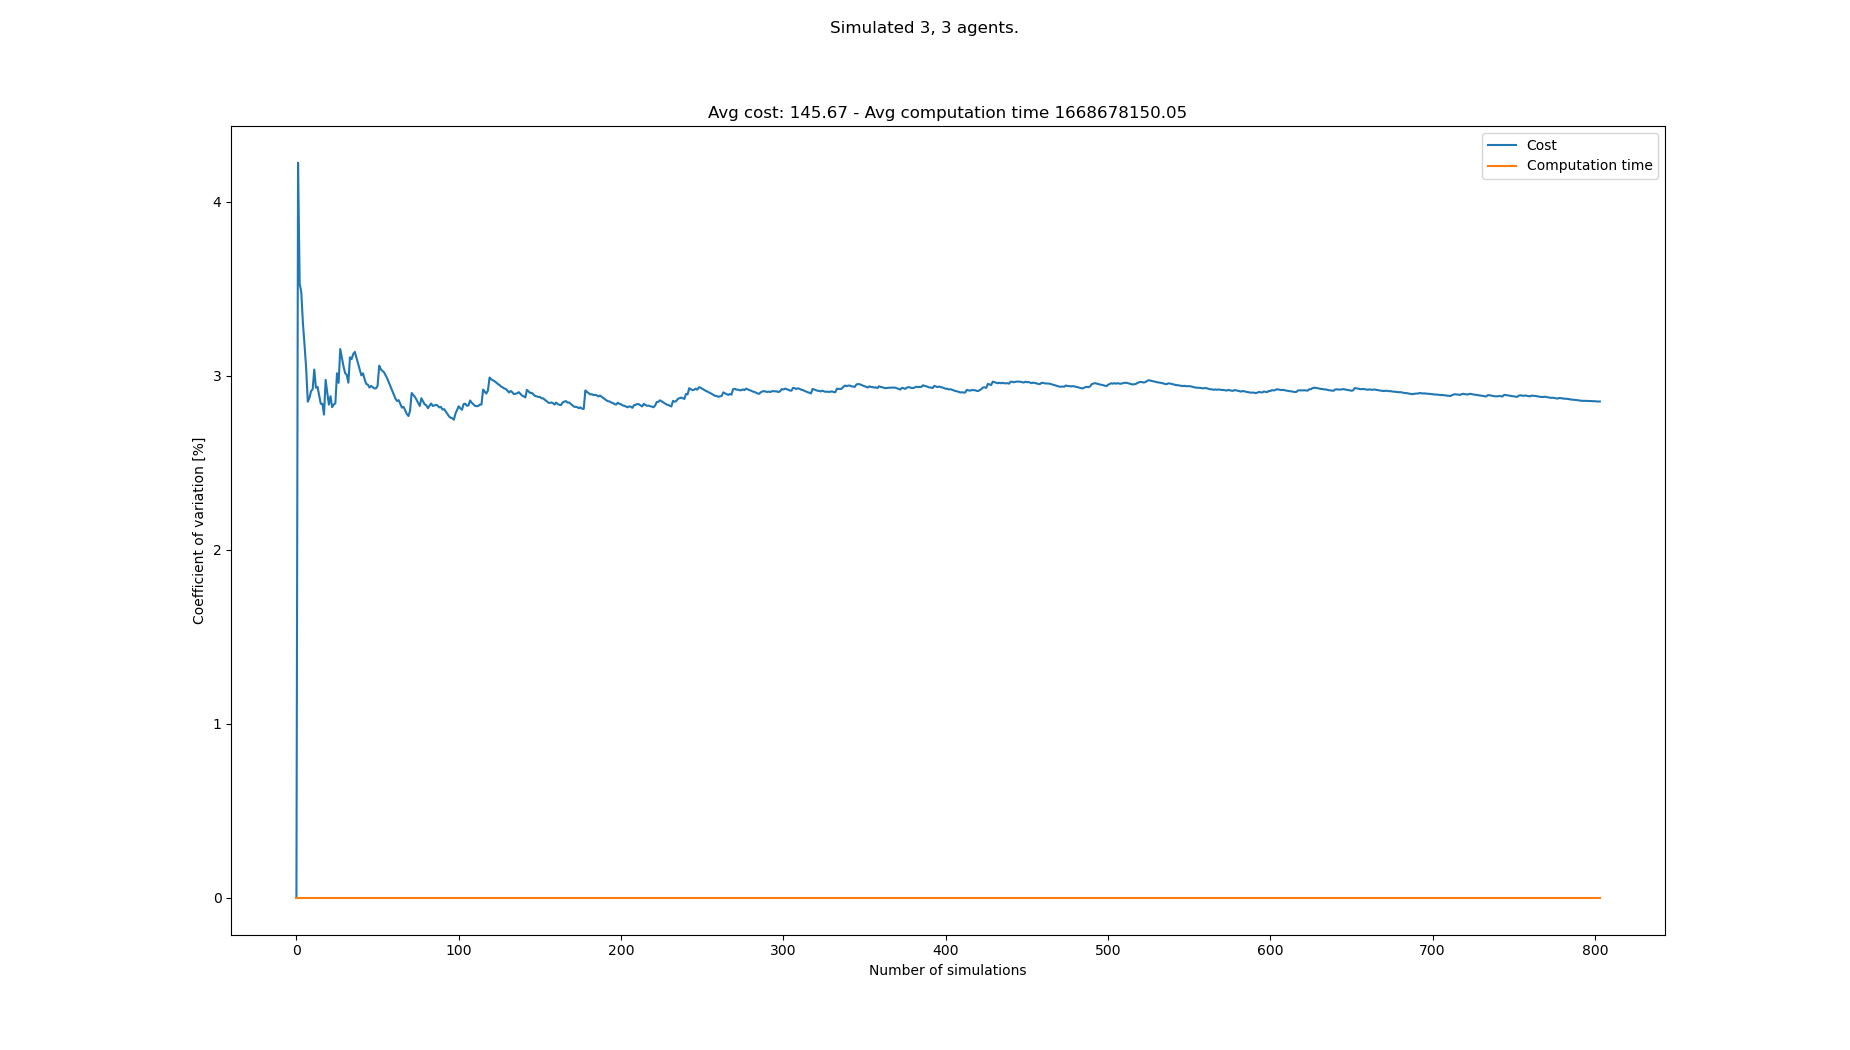 Simulated 3, 3 agents.
Avg cost: 145.67 - Avg computation time 1668678150.05
Cost
Computation time
4
3
2
1
0
Coefficient of variation [%]
0 100 200 300 400 500 600 700 800
Number of simulations